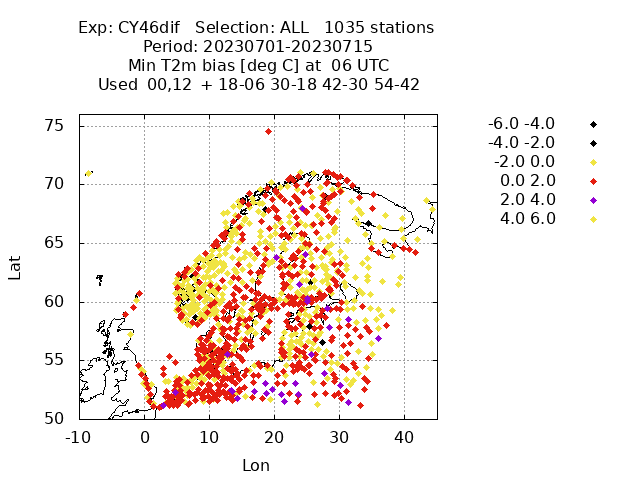 Exp: CY46dif   Selection: ALL   1035 stations
Period: 20230701-20230715
Min T2m bias [deg C] at  06 UTC
Used  00,12  + 18-06 30-18 42-30 54-42
-6.0 -4.0
-4.0 -2.0
-2.0 0.0
0.0 2.0
2.0 4.0
4.0 6.0
75
70
65
60
55
50
Lat
-10 0 10 20 30 40
Lon